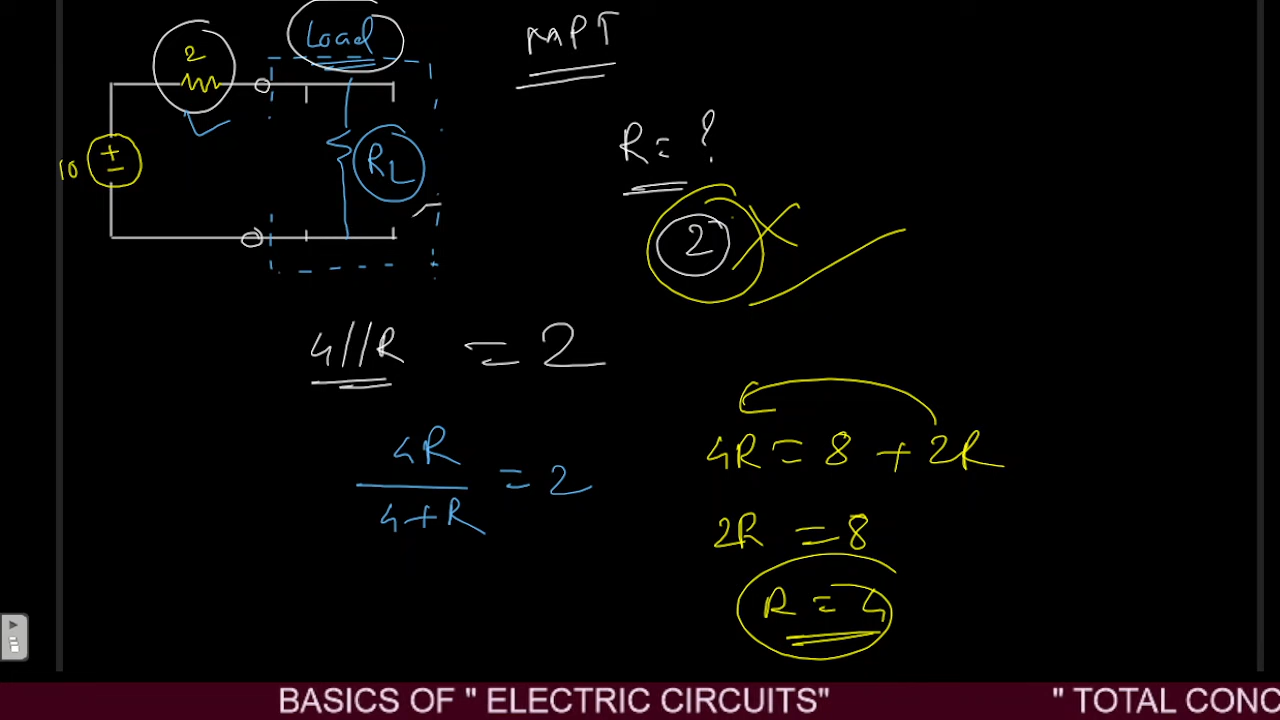 Load
MPT
2
10
+
−
RL
R = ?
2
4//R = 2
4R
4+R
= 2
4R = 8 + 2R
2R = 8
R = 4
BASICS OF " ELECTRIC CIRCUITS" " TOTAL CONC